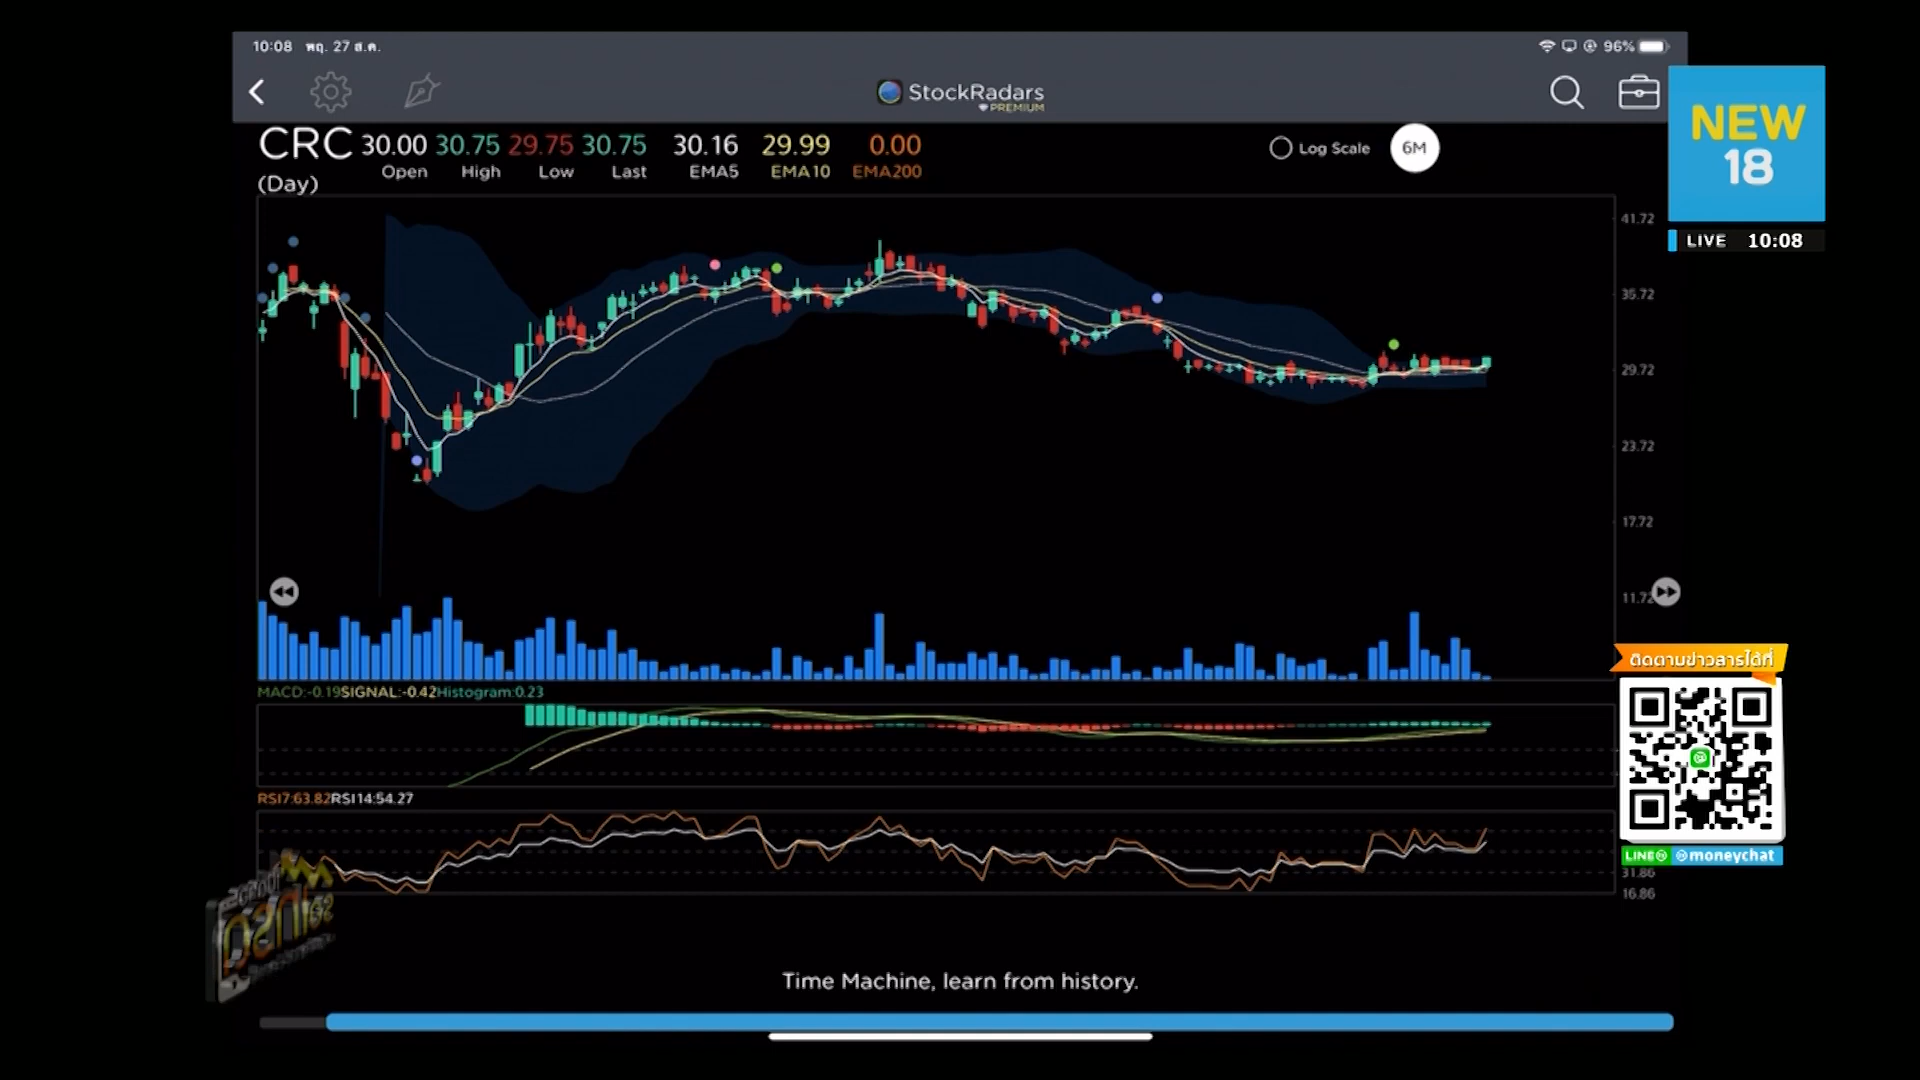 10:08 พฤ. 27 ส.ค.
96%
StockRadars
PREMIUM
NEW
18
LIVE 10:08
CRC 30.00 30.75 29.75 30.75 30.16 29.99 0.00
(Day) Open High Low Last EMA5 EMA10 EMA200
Log Scale 6M
41.72
35.72
29.72
23.72
17.72
11.72
ติดตามข่าวสารได้ที่
MACD:-0.19SIGNAL:-0.42Histogram:0.23
RSI7:63.82RSI14:54.27
LINE @moneychat
31.86
16.86
Time Machine, learn from history.